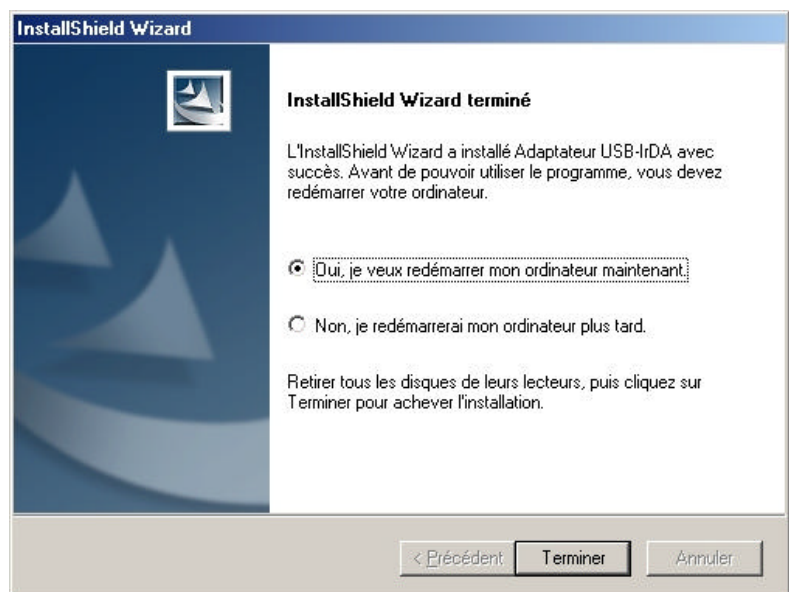 InstallShield Wizard
InstallShield Wizard terminé
L'InstallShield Wizard a installé Adaptateur USB-IrDA avec
succès. Avant de pouvoir utiliser le programme, vous devez
redémarrer votre ordinateur.
Oui, je veux redémarrer mon ordinateur maintenant.
Non, je redémarrerai mon ordinateur plus tard.
Retirer tous les disques de leurs lecteurs, puis cliquez sur
Terminer pour achever l'installation.
< Précédent Terminer Annuler